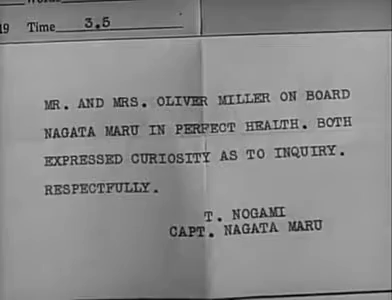 19 Time 3.5
MR. AND MRS. OLIVER MILLER ON BOARD
NAGATA MARU IN PERFECT HEALTH. BOTH
EXPRESSED CURIOSITY AS TO INQUIRY.
RESPECTFULLY.
T. NOGAMI
CAPT. NAGATA MARU